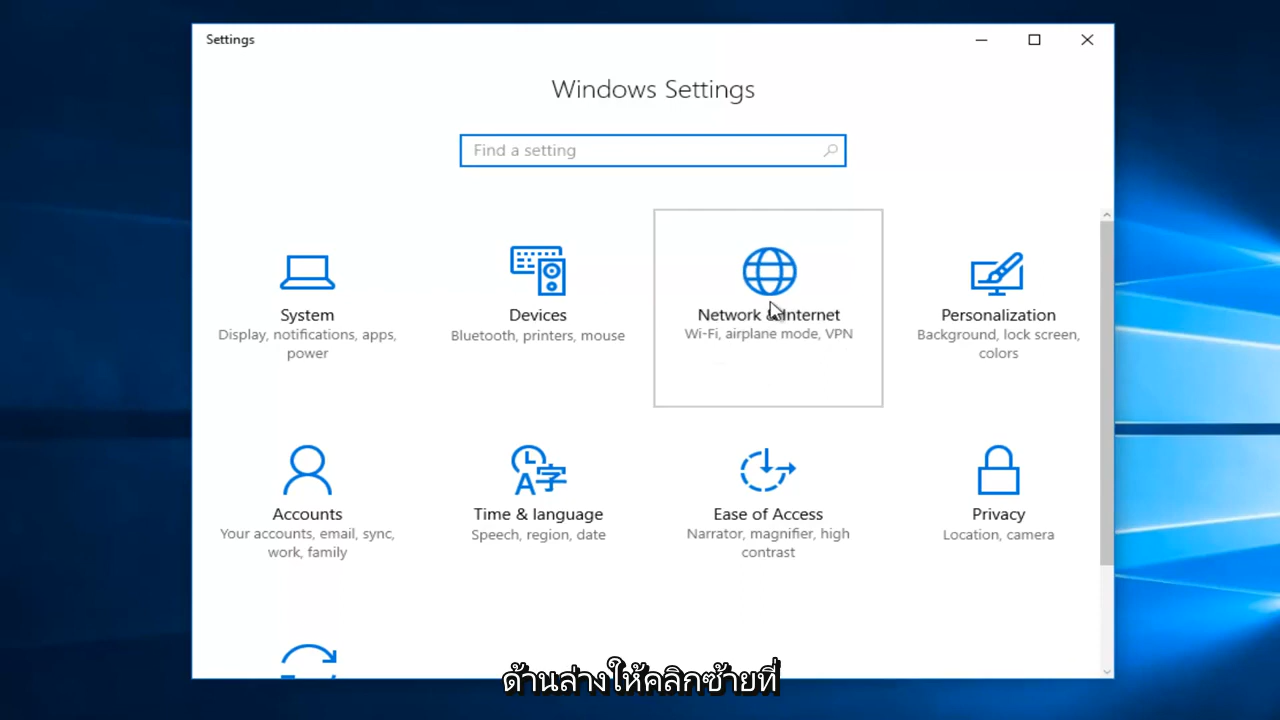 Settings
Windows Settings
Find a setting
System
Display, notifications, apps,
power
Devices
Bluetooth, printers, mouse
Network & Internet
Wi-Fi, airplane mode, VPN
Personalization
Background, lock screen,
colors
Accounts
Your accounts, email, sync,
work, family
Time & language
Speech, region, date
Ease of Access
Narrator, magnifier, high
contrast
Privacy
Location, camera
ด้านล่างให้คลิกซ้ายที่